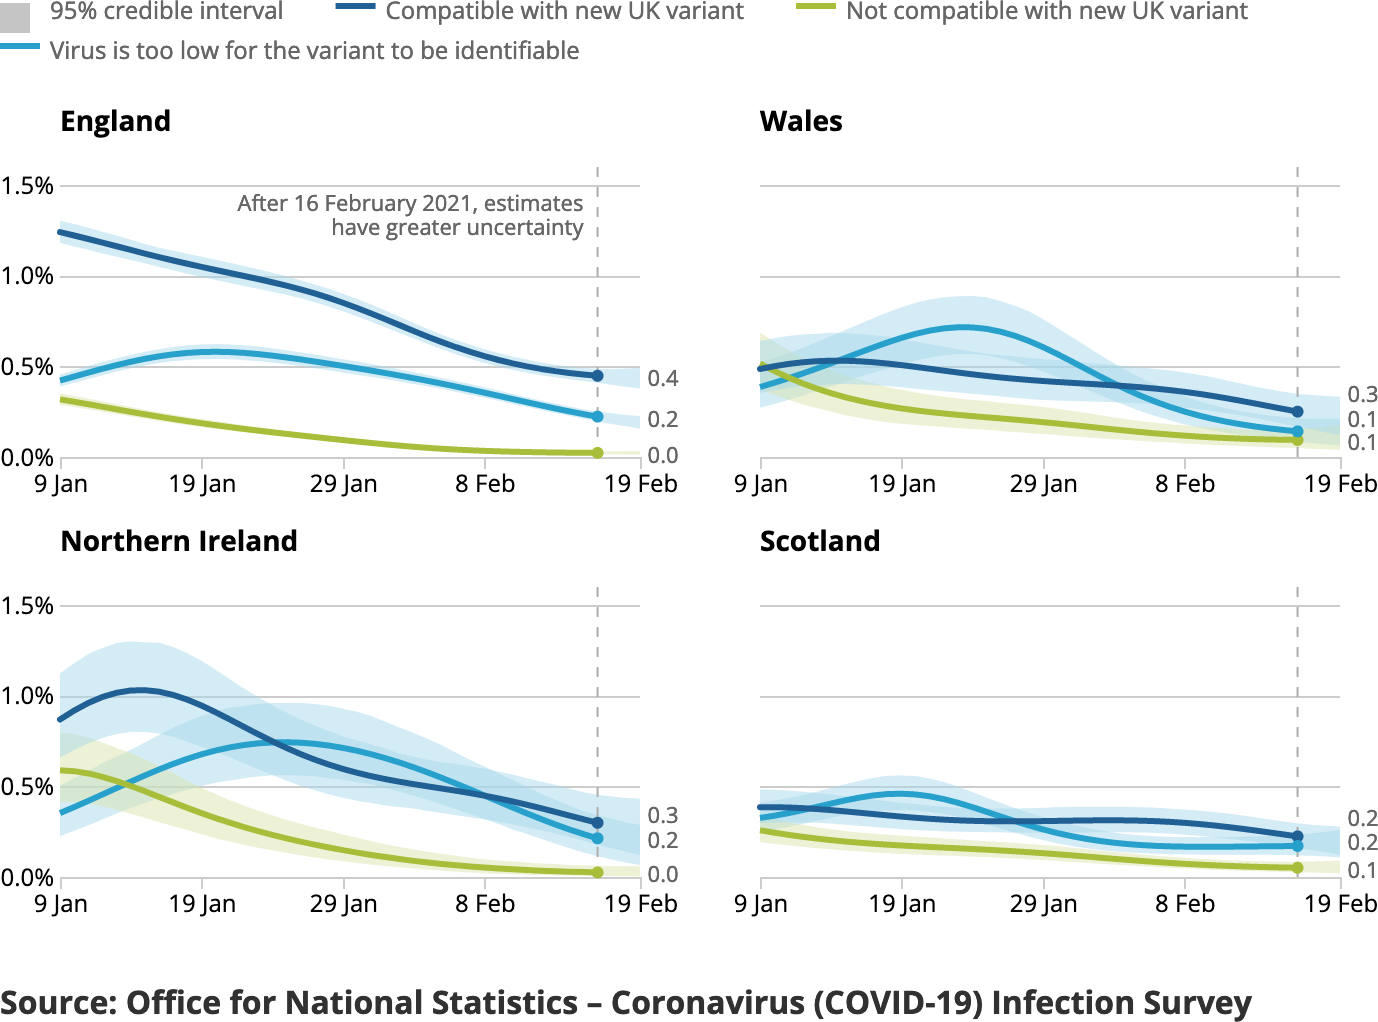 95% credible interval
Compatible with new UK variant
Not compatible with new UK variant
Virus is too low for the variant to be identifiable
England
1.5%
1.0%
0.5%
0.0%
After 16 February 2021, estimates
have greater uncertainty
0.4
0.2
0.0
9 Jan
19 Jan
29 Jan
8 Feb
19 Feb
Wales
0.3
0.1
0.1
9 Jan
19 Jan
29 Jan
8 Feb
19 Feb
Northern Ireland
1.5%
1.0%
0.5%
0.0%
0.3
0.2
0.0
9 Jan
19 Jan
29 Jan
8 Feb
19 Feb
Scotland
0.2
0.2
0.1
9 Jan
19 Jan
29 Jan
8 Feb
19 Feb
Source: Office for National Statistics – Coronavirus (COVID-19) Infection Survey